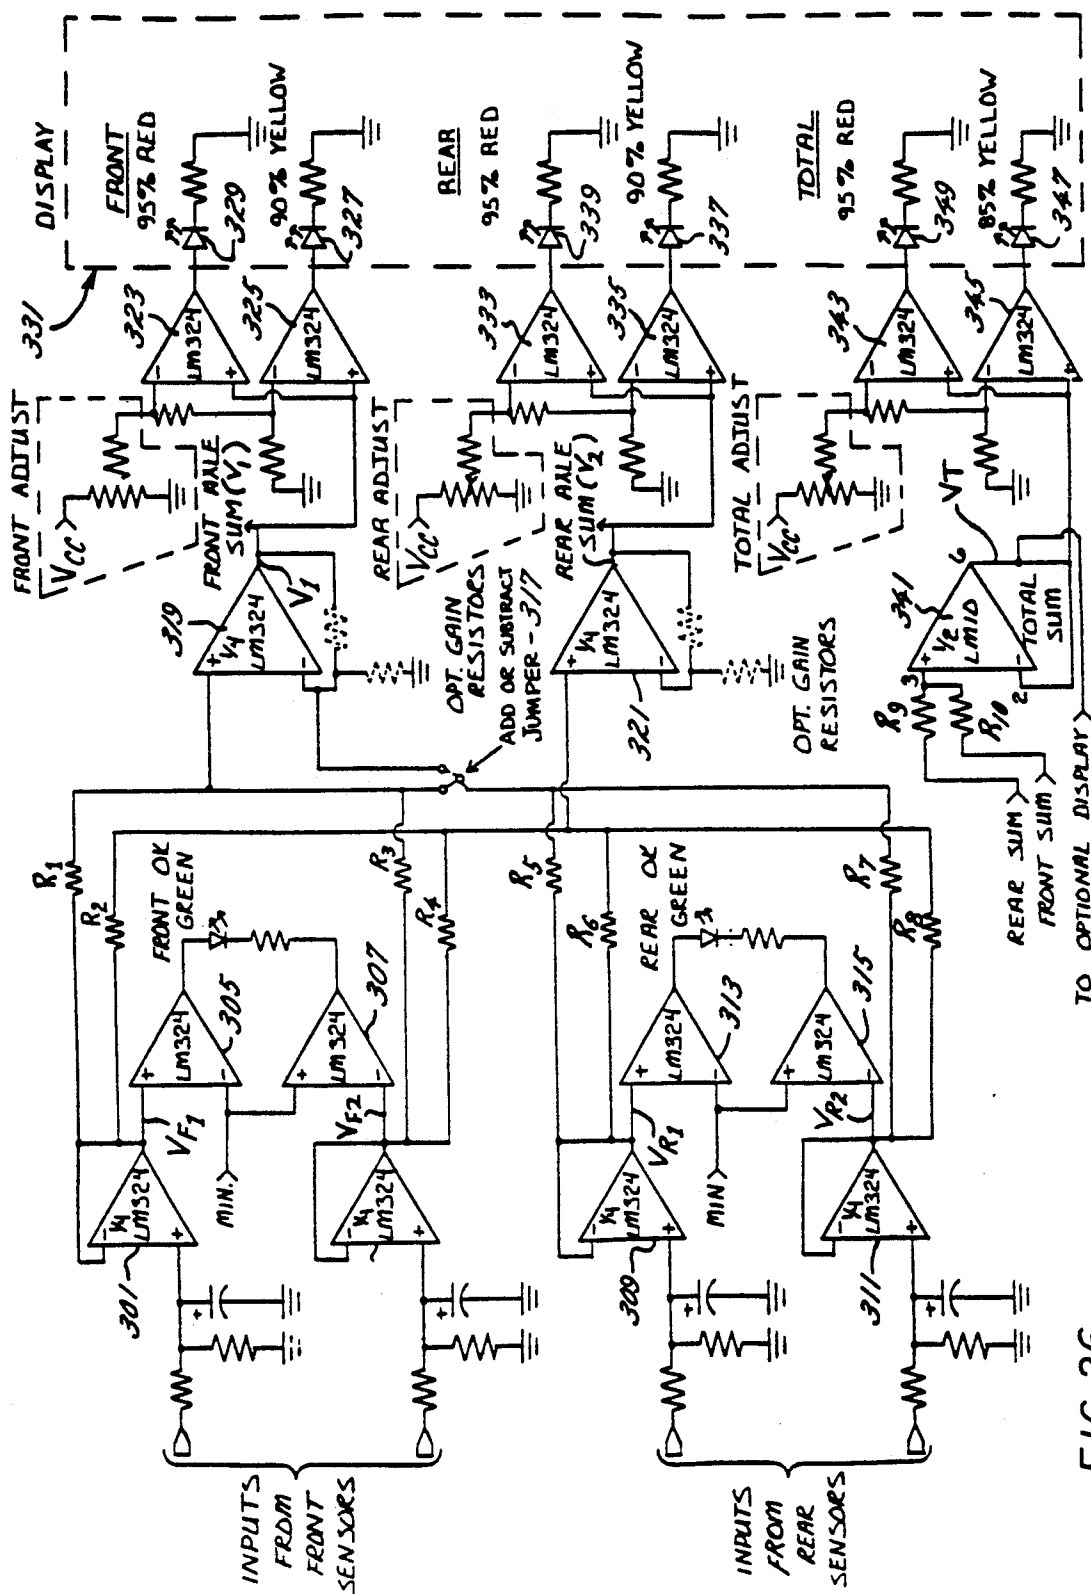 DISPLAY
331
FRONT ADJUST
VCC
FRONT AXLE
SUM (V1)
323
LM324
-
+
FRONT
95% RED
329
325
LM324
-
+
90% YELLOW
327
319
1/4
LM324
+
-
V1
OPT. GAIN
RESISTORS
ADD OR SUBTRACT
JUMPER - 317
REAR ADJUST
VCC
REAR AXLE
SUM (V2)
333
LM324
-
+
REAR
95% RED
339
335
LM324
-
+
90% YELLOW
337
1/4
LM324
+
-
321
OPT. GAIN
RESISTORS
TOTAL ADJUST
VCC
343
LM324
-
+
TOTAL
95% RED
349
345
LM324
-
+
85% YELLOW
347
341
1/2
LM10
+
-
3
2
6
VT
TOTAL
SUM
R9
R10
REAR SUM
FRONT SUM
TO OPTIONAL DISPLAY
R1
R2
FRONT OK
GREEN
R3
R4
305
LM324
+
-
307
LM324
+
-
VF1
VF2
MIN.
301
1/4
LM324
-
+
+
1/4
LM324
-
+
+
INPUTS
FROM
FRONT
SENSORS
R5
R6
REAR OK
GREEN
R7
R8
313
LM324
+
-
315
LM324
+
-
VR1
VR2
MIN
309
1/4
LM324
-
+
+
311
1/4
LM324
-
+
+
INPUTS
FROM
REAR
SENSORS